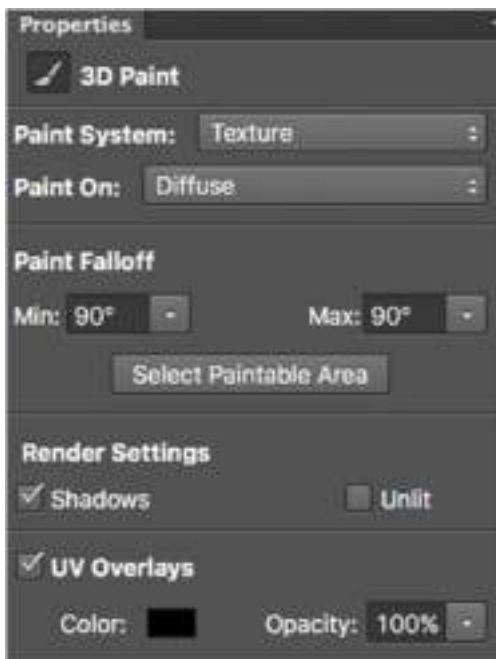 Properties
3D Paint
Paint System: Texture
Paint On: Diffuse
Paint Falloff
Min: 90° Max: 90°
Select Paintable Area
Render Settings
Shadows Unlit
UV Overlays
Color: Opacity: 100%